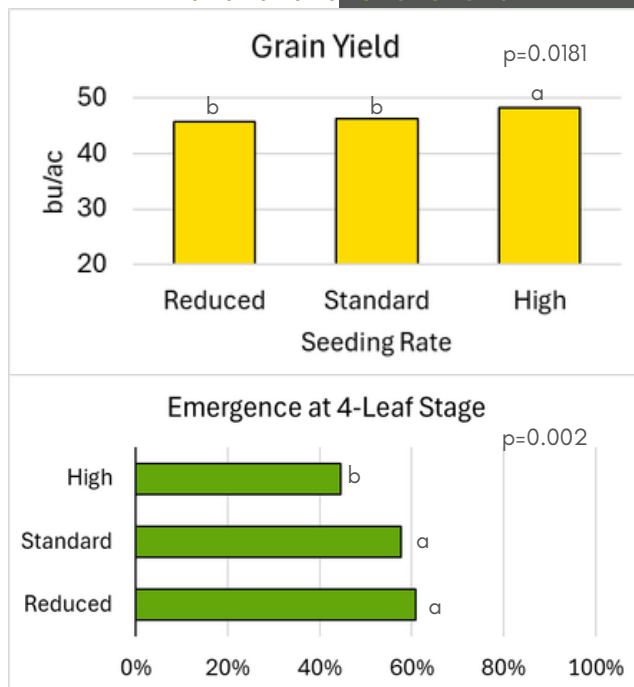 Grain Yield
p=0.0181
50
b
b
a
40
bu/ac
30
20
Reduced
Standard
High
Seeding Rate
Emergence at 4-Leaf Stage
p=0.002
High
b
Standard
a
Reduced
a
0%
20%
40%
60%
80%
100%